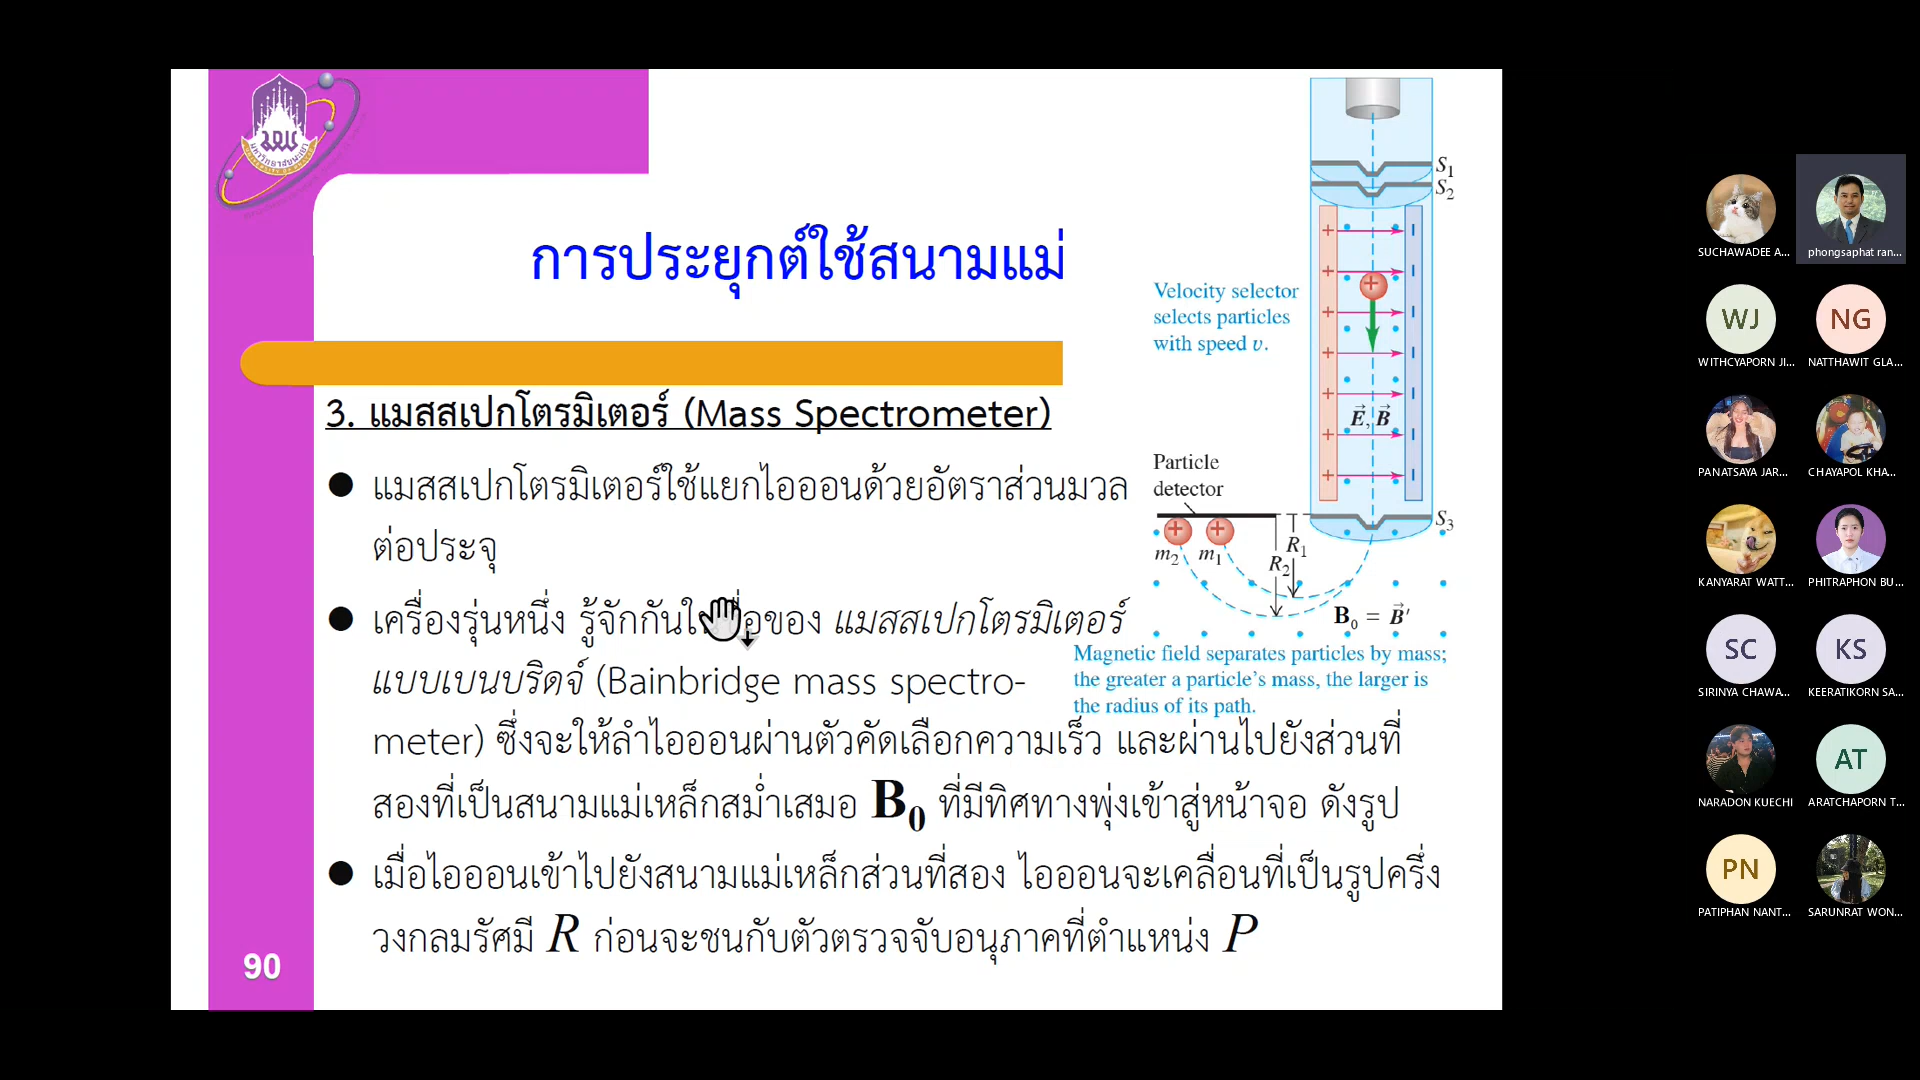 การประยุกต์ใช้สนามแม่
3. แมสสเปกโตรมิเตอร์ (Mass Spectrometer)
แมสสเปกโตรมิเตอร์ใช้แยกไอออนด้วยอัตราส่วนมวล
ต่อประจุ
เครื่องรุ่นหนึ่ง รู้จักกันใน ของ แมสสเปกโตรมิเตอร์
แบบเบนบริดจ์ (Bainbridge mass spectro-
meter) ซึ่งจะให้ลำไอออนผ่านตัวคัดเลือกความเร็ว และผ่านไปยังส่วนที่
สองที่เป็นสนามแม่เหล็กสม่ำเสมอ B₀ ที่มีทิศทางพุ่งเข้าสู่หน้าจอ ดังรูป
เมื่อไอออนเข้าไปยังสนามแม่เหล็กส่วนที่สอง ไอออนจะเคลื่อนที่เป็นรูปครึ่ง
วงกลมรัศมี R ก่อนจะชนกับตัวตรวจจับอนุภาคที่ตำแหน่ง P
90
S₁
S₂
Velocity selector
selects particles
with speed v.
E⃗, B⃗
Particle
detector
S₃
m₂ m₁
R₁
R₂
B₀ = B⃗′
Magnetic field separates particles by mass;
the greater a particle's mass, the larger is
the radius of its path.
SUCHAWADEE A...
phongsaphat ran...
WJ
WITHCYAPORN JI...
NG
NATTHAWIT GLA...
PANATSAYA JAR...
CHAYAPOL KHA...
KANYARAT WATT...
PHITRAPHON BU...
SC
SIRINYA CHAWA...
KS
KEERATIKORN SA...
NARADON KUECHI
AT
ARATCHAPORN T...
PN
PATIPHAN NANT...
SARUNRAT WON...